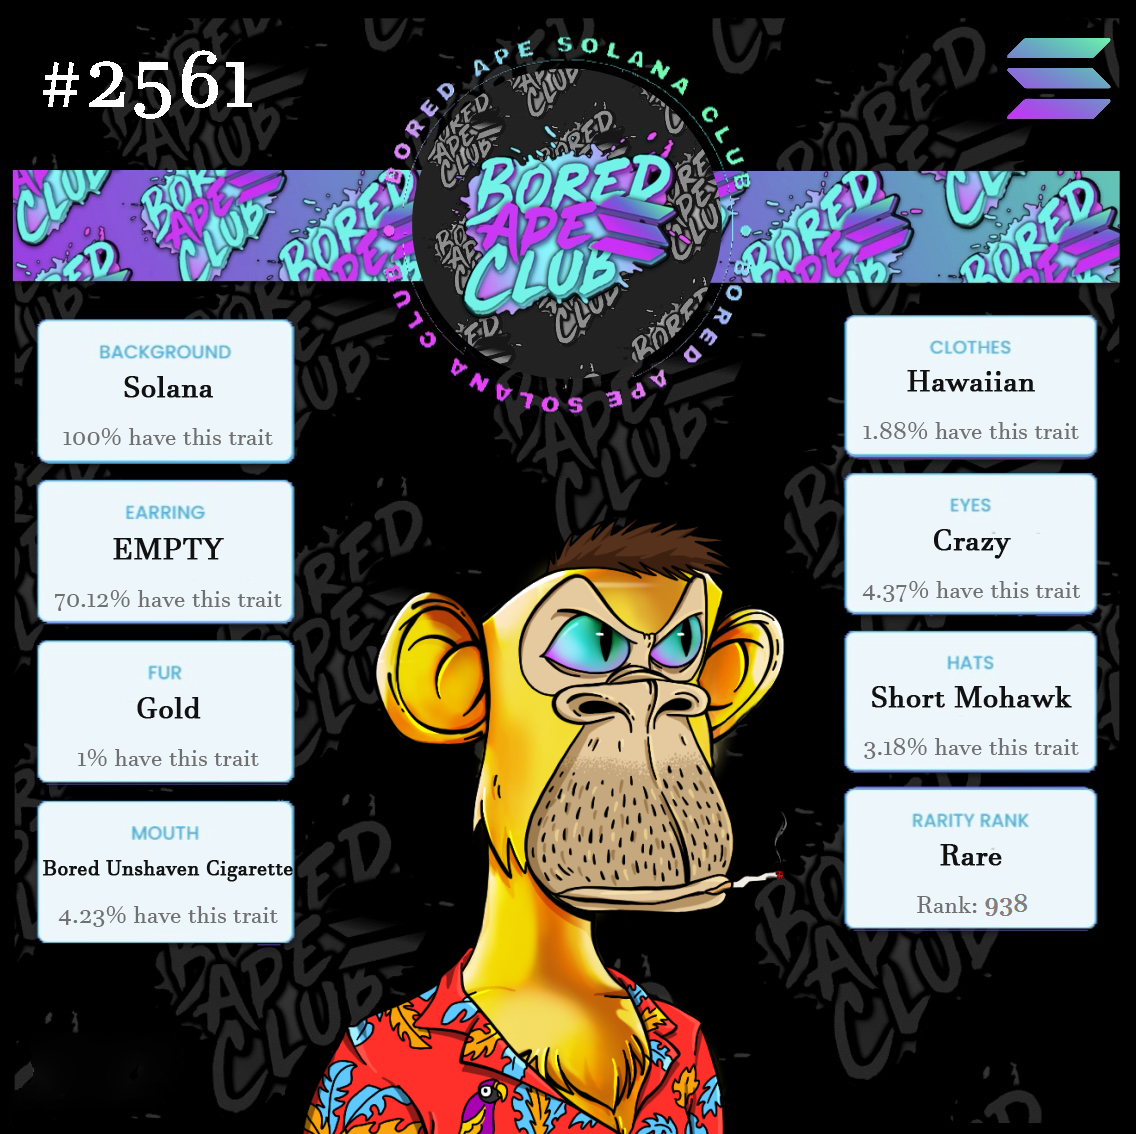 #2561
BORED APE SOLANA CLUB
BORED APE SOLANA CLUB
BORED
APE
CLUB
BACKGROUND
Solana
100% have this trait
EARRING
EMPTY
70.12% have this trait
FUR
Gold
1% have this trait
MOUTH
Bored Unshaven Cigarette
4.23% have this trait
CLOTHES
Hawaiian
1.88% have this trait
EYES
Crazy
4.37% have this trait
HATS
Short Mohawk
3.18% have this trait
RARITY RANK
Rare
Rank: 938